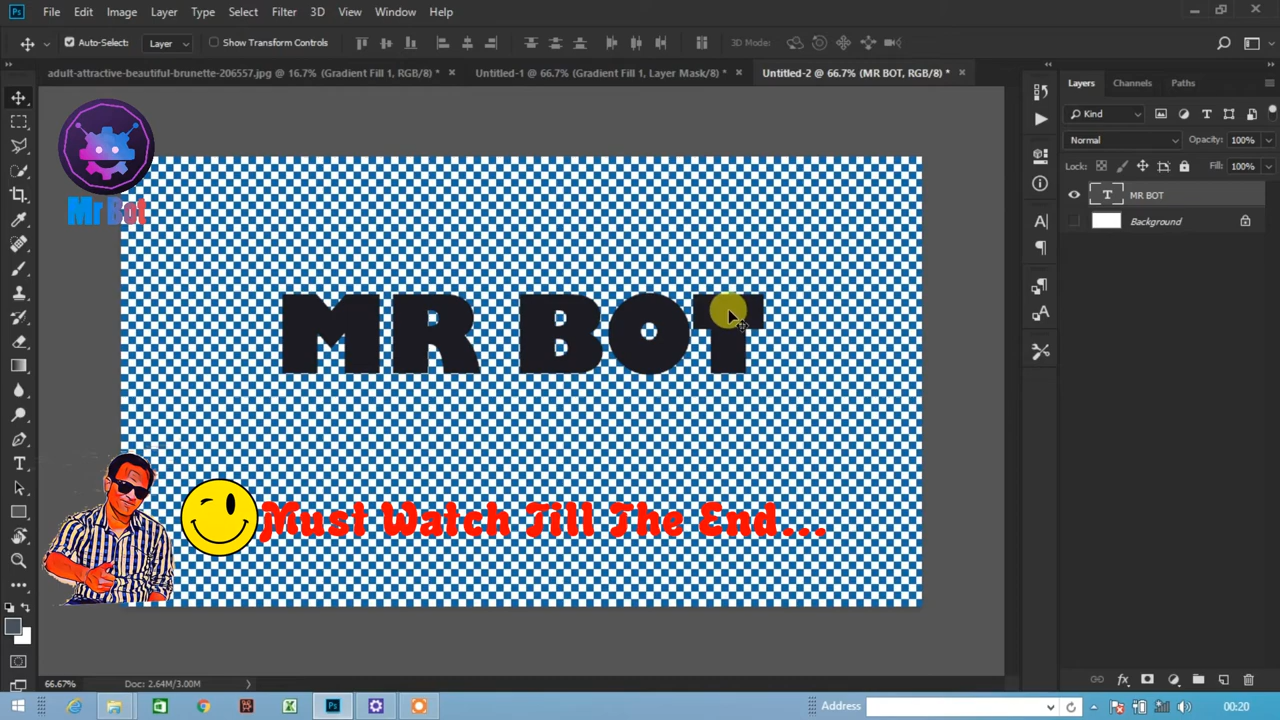 Ps File Edit Image Layer Type Select Filter 3D View Window Help
Auto-Select: Layer Show Transform Controls 3D Mode:
adult-attractive-beautiful-brunette-206557.jpg @ 16.7% (Gradient Fill 1, RGB/8) * Untitled-1 @ 66.7% (Gradient Fill 1, Layer Mask/8) * Untitled-2 @ 66.7% (MR BOT, RGB/8) *
Layers Channels Paths
Kind
Normal Opacity: 100%
Lock: Fill: 100%
MR BOT
Background
Mr Bot
MR BOT
Must Watch Till The End...
66.67% Doc: 2.64M/3.00M
Ps Address 00:20